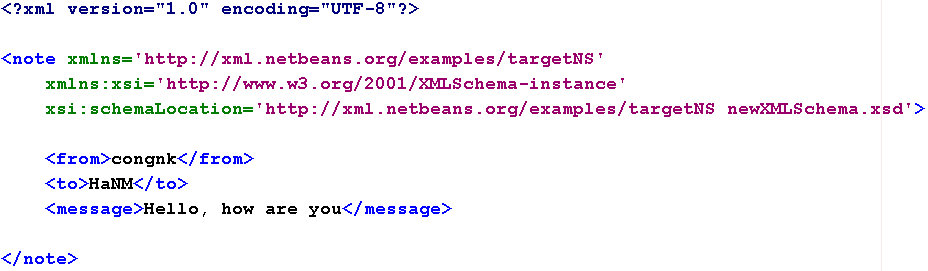 <?xml version="1.0" encoding="UTF-8"?>
<note xmlns='http://xml.netbeans.org/examples/targetNS'
xmlns:xsi='http://www.w3.org/2001/XMLSchema-instance'
xsi:schemaLocation='http://xml.netbeans.org/examples/targetNS newXMLSchema.xsd'>
<from>congnk</from>
<to>HaNM</to>
<message>Hello, how are you</message>
</note>